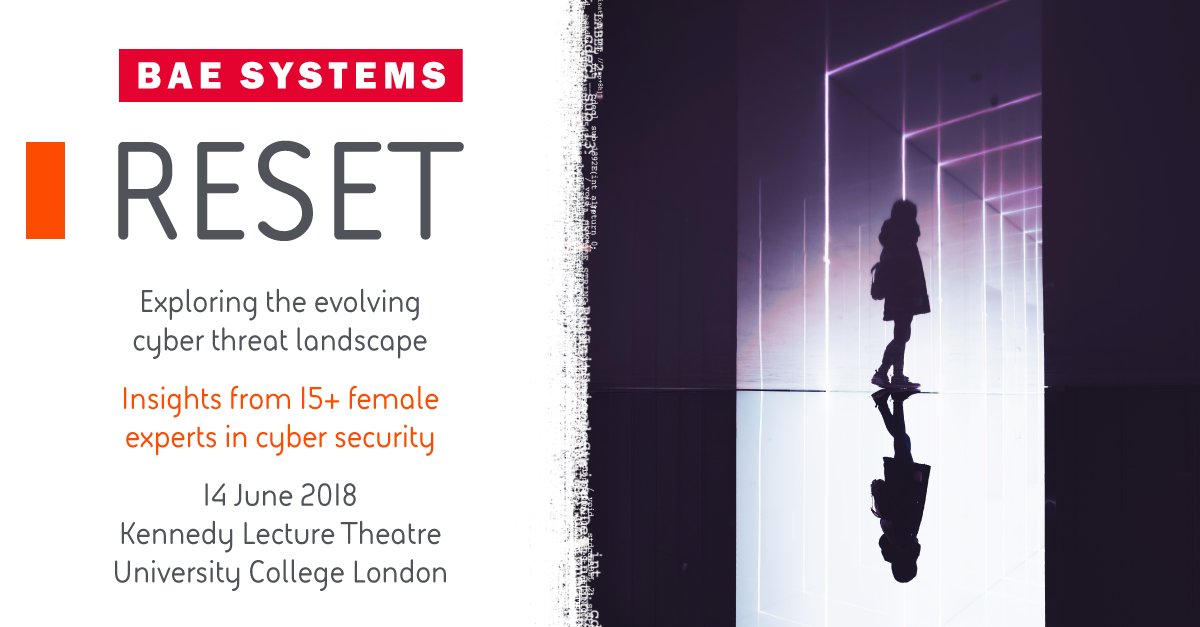 BAE SYSTEMS
RESET
Exploring the evolving
cyber threat landscape
Insights from 15+ female
experts in cyber security
14 June 2018
Kennedy Lecture Theatre
University College London